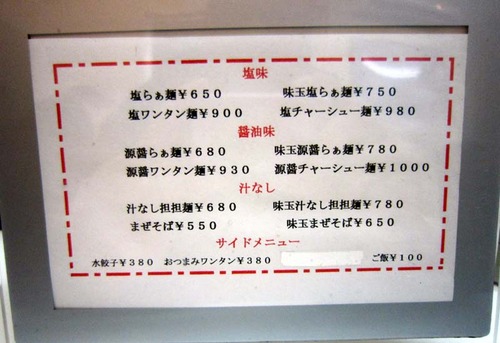 塩味
塩らぁ麺￥６５０ 味玉塩らぁ麺￥７５０
塩ワンタン麺￥９００ 塩チャーシュー麺￥９８０
醤油味
源醤らぁ麺￥６８０ 味玉源醤らぁ麺￥７８０
源醤ワンタン麺￥９３０ 源醤チャーシュー麺￥１０００
汁なし
汁なし担担麺￥６８０ 味玉汁なし担担麺￥７８０
まぜそば￥５５０ 味玉まぜそば￥６５０
サイドメニュー
水餃子￥３８０ おつまみワンタン￥３８０ ご飯￥１００